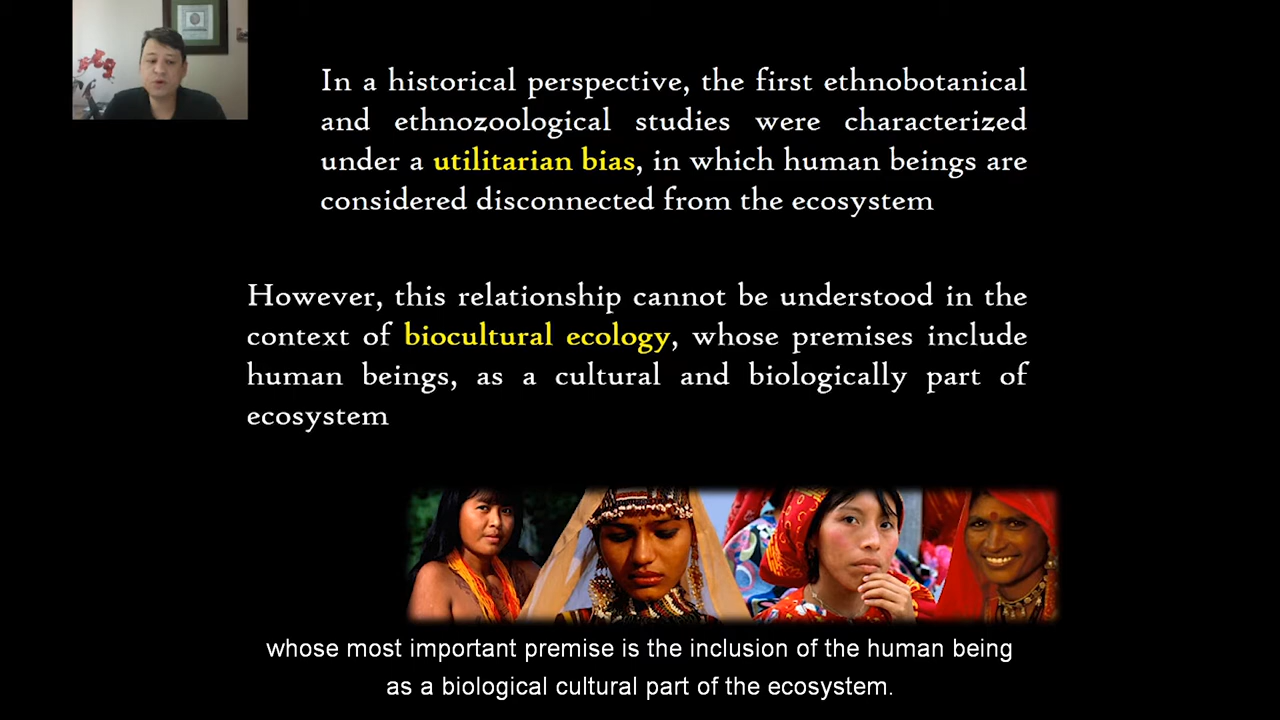 In a historical perspective, the first ethnobotanical
and ethnozoological studies were characterized
under a utilitarian bias, in which human beings are
considered disconnected from the ecosystem
However, this relationship cannot be understood in the
context of biocultural ecology, whose premises include
human beings, as a cultural and biologically part of
ecosystem
whose most important premise is the inclusion of the human being
as a biological cultural part of the ecosystem.